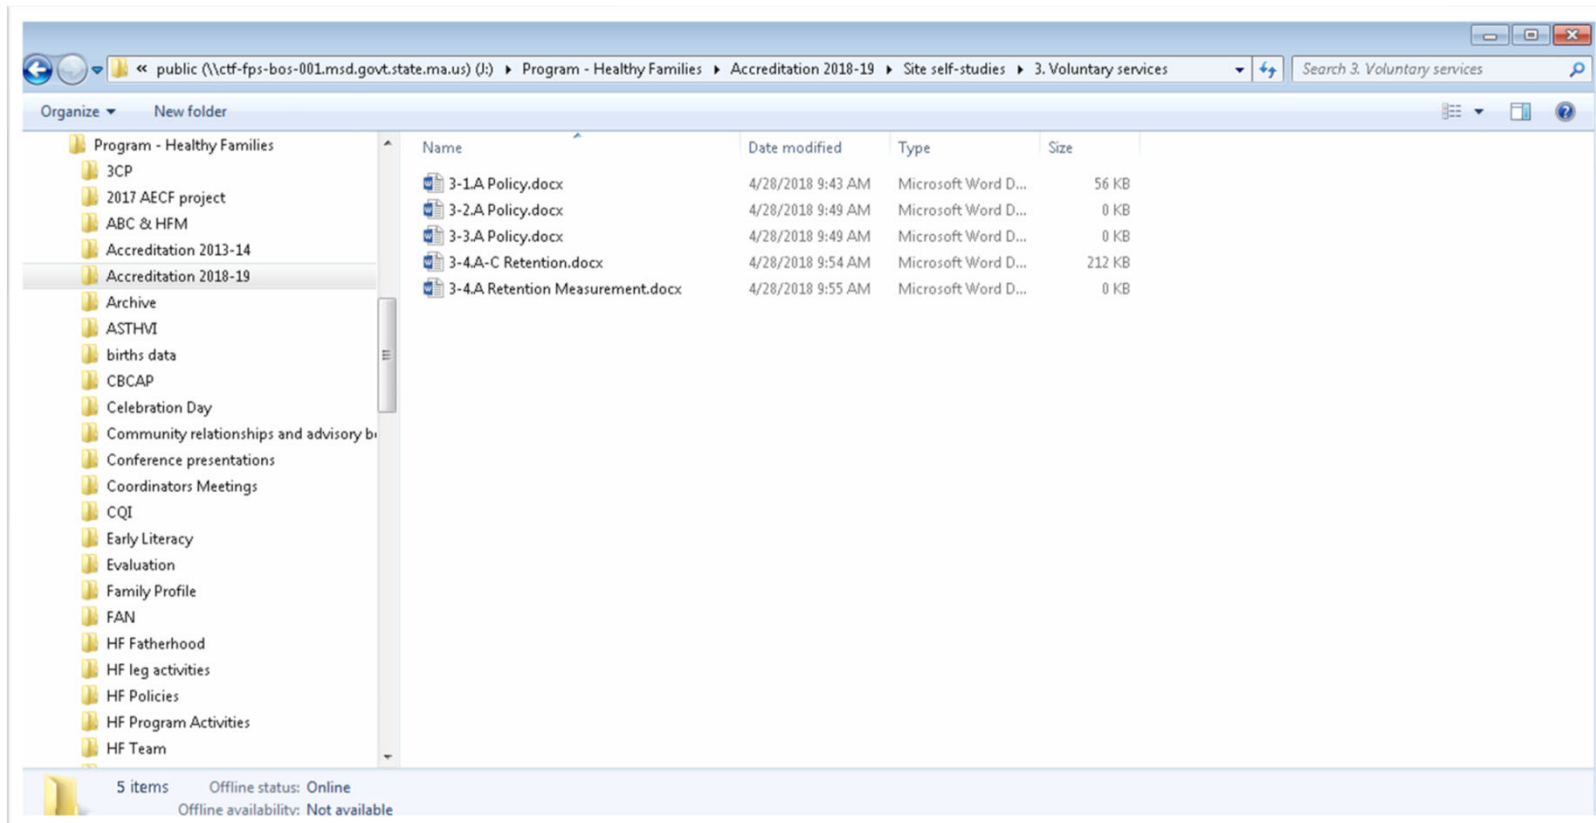 « public (\\ctf-fps-bos-001.msd.govt.state.ma.us) (J:) ▸ Program - Healthy Families ▸ Accreditation 2018-19 ▸ Site self-studies ▸ 3. Voluntary services
Search 3. Voluntary services
Organize New folder
Program - Healthy Families
3CP
2017 AECF project
ABC & HFM
Accreditation 2013-14
Accreditation 2018-19
Archive
ASTHVI
births data
CBCAP
Celebration Day
Community relationships and advisory
Conference presentations
Coordinators Meetings
CQI
Early Literacy
Evaluation
Family Profile
FAN
HF Fatherhood
HF leg activities
HF Policies
HF Program Activities
HF Team
Name Date modified Type Size
3-1.A Policy.docx 4/28/2018 9:43 AM Microsoft Word D... 56 KB
3-2.A Policy.docx 4/28/2018 9:49 AM Microsoft Word D... 0 KB
3-3.A Policy.docx 4/28/2018 9:49 AM Microsoft Word D... 0 KB
3-4.A-C Retention.docx 4/28/2018 9:54 AM Microsoft Word D... 212 KB
3-4.A Retention Measurement.docx 4/28/2018 9:55 AM Microsoft Word D... 0 KB
5 items Offline status: Online
Offline availability: Not available